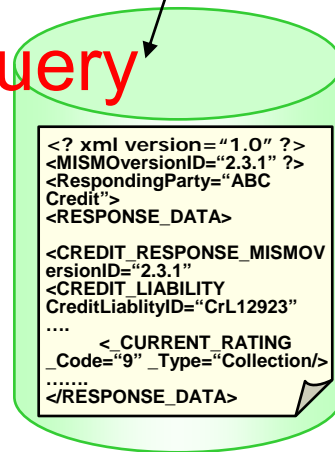 uery
<? xml version="1.0" ?>
<MISMOversionID="2.3.1" ?>
<RespondingParty="ABC
Credit">
<RESPONSE_DATA>
<CREDIT_RESPONSE_MISMOV
ersionID="2.3.1"
<CREDIT_LIABILITY
CreditLiablityID="CrL12923"
….
<_CURRENT_RATING
_Code="9" _Type="Collection/>
…….
</RESPONSE_DATA>